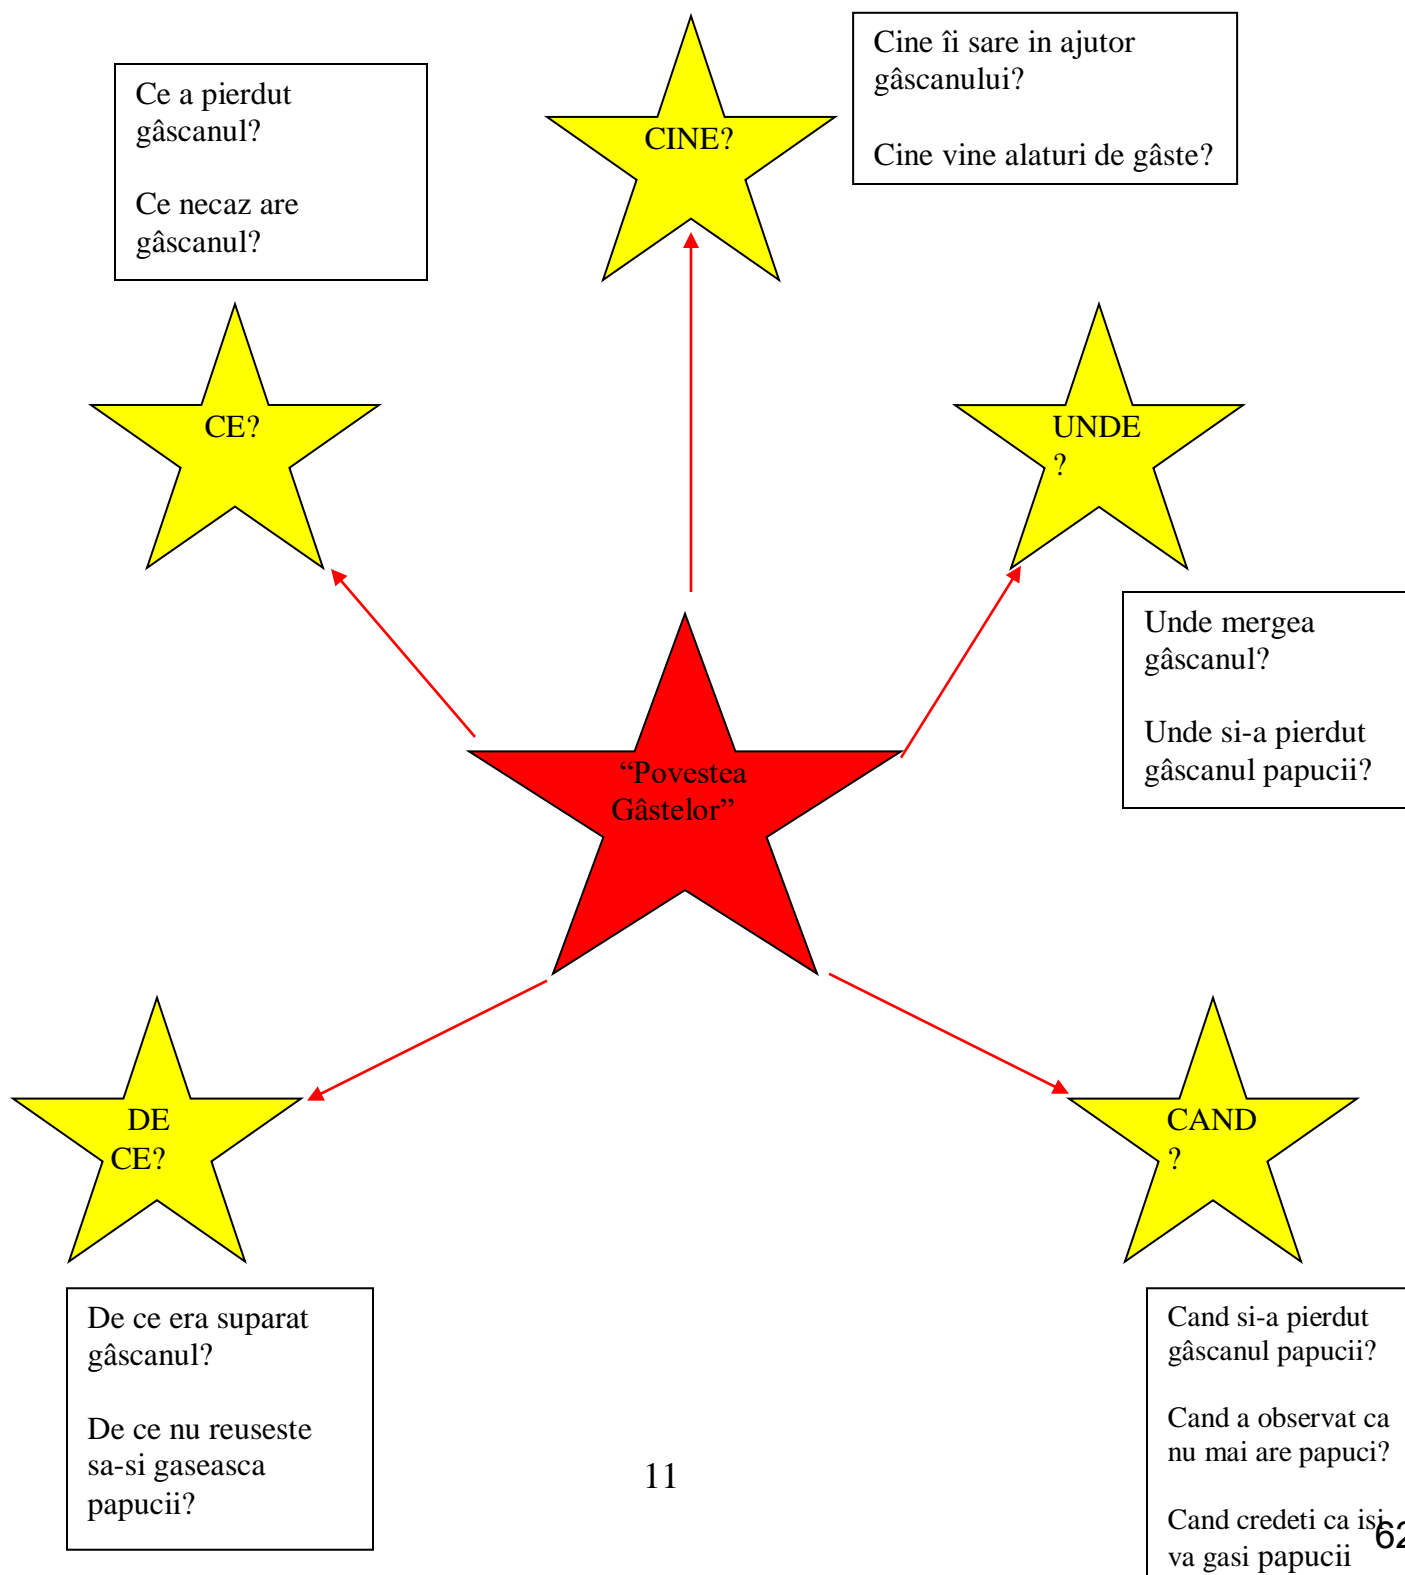 Ce a pierdut
gâscanul?
Ce necaz are
gâscanul?
CINE?
Cine îi sare in ajutor
gâscanului?
Cine vine alaturi de gâste?
CE?
UNDE
?
Unde mergea
gâscanul?
Unde si-a pierdut
gâscanul papucii?
“Povestea
Gâstelor”
DE
CE?
CAND
?
De ce era suparat
gâscanul?
De ce nu reuseste
sa-si gaseasca
papucii?
Cand si-a pierdut
gâscanul papucii?
Cand a observat ca
nu mai are papuci?
Cand credeti ca isi
va gasi papucii
11
62